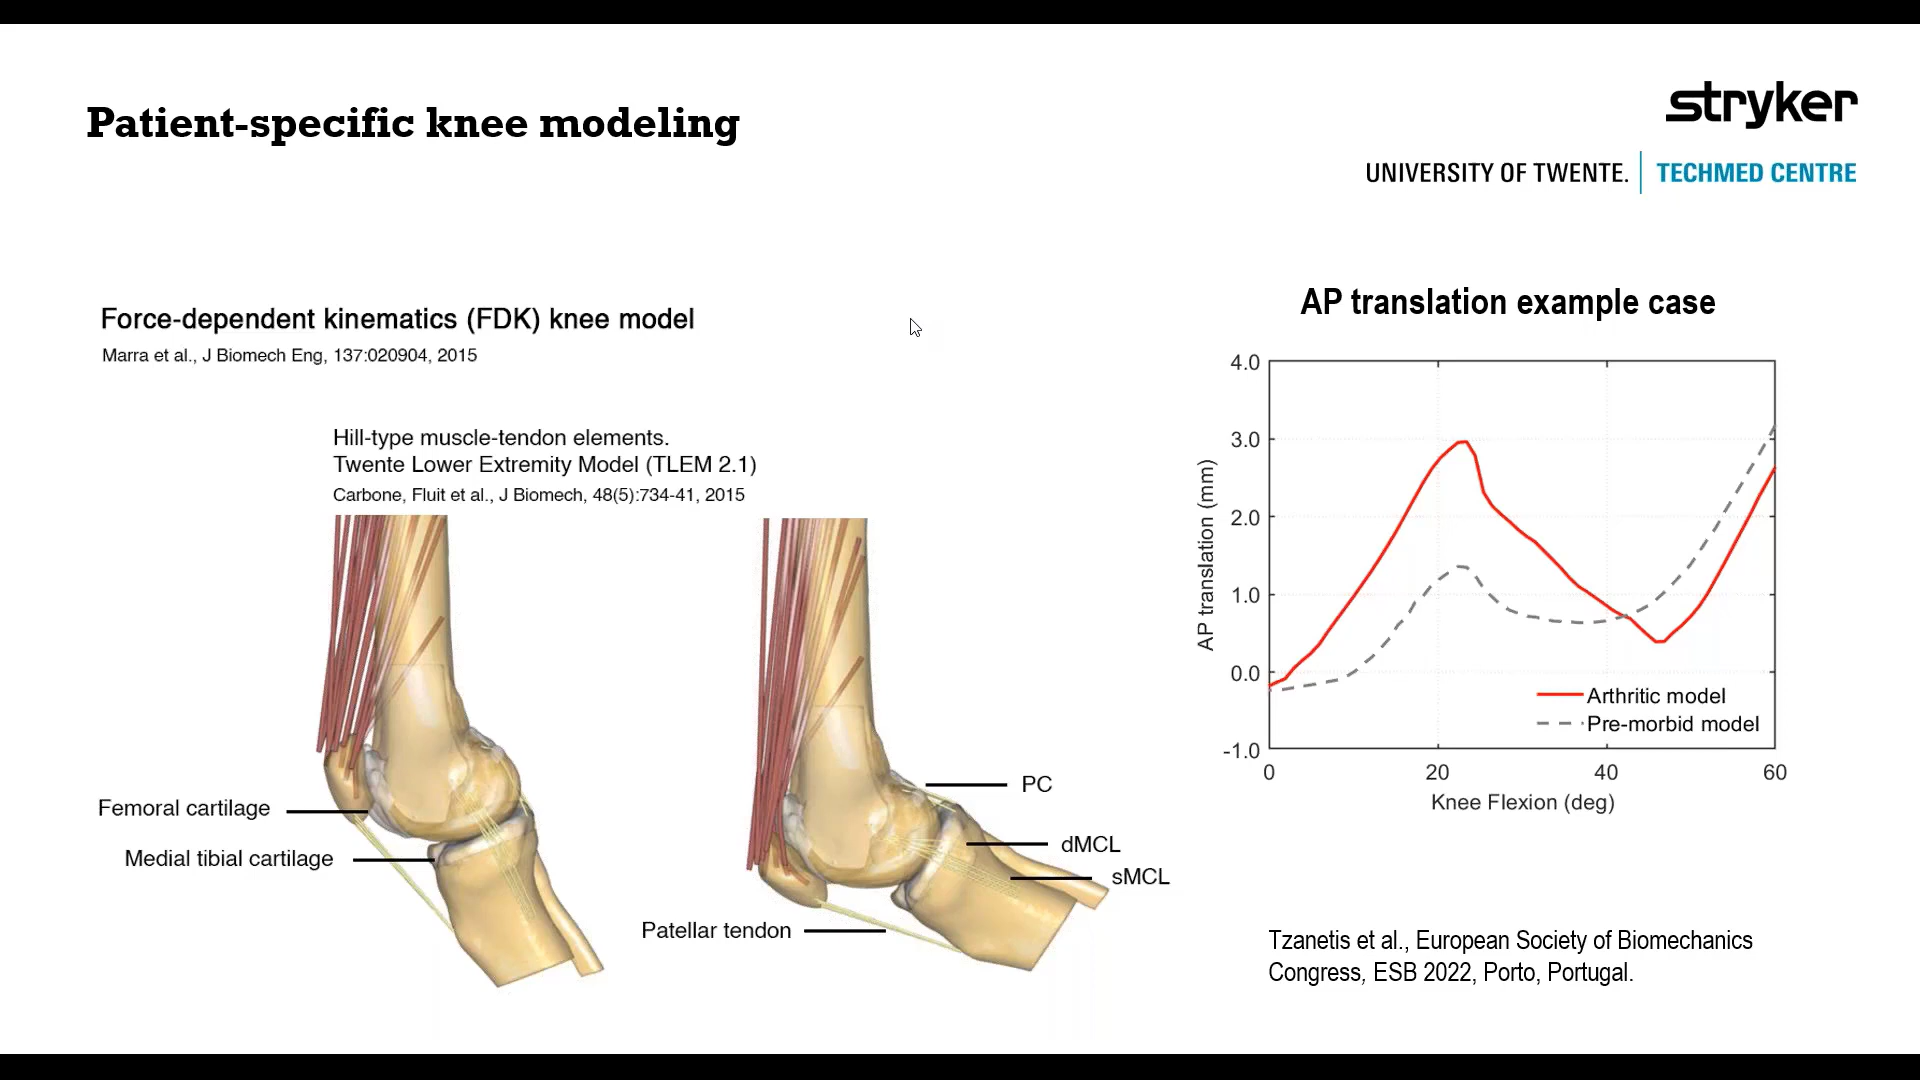 Patient-specific knee modeling
stryker
UNIVERSITY OF TWENTE. | TECHMED CENTRE
Force-dependent kinematics (FDK) knee model
Marra et al., J Biomech Eng, 137:020904, 2015
Hill-type muscle-tendon elements.
Twente Lower Extremity Model (TLEM 2.1)
Carbone, Fluit et al., J Biomech, 48(5):734-41, 2015
Femoral cartilage
Medial tibial cartilage
PC
dMCL
sMCL
Patellar tendon
AP translation example case
4.0
3.0
2.0
1.0
0.0
-1.0
AP translation (mm)
Arthritic model
Pre-morbid model
0 20 40 60
Knee Flexion (deg)
Tzanetis et al., European Society of Biomechanics
Congress, ESB 2022, Porto, Portugal.